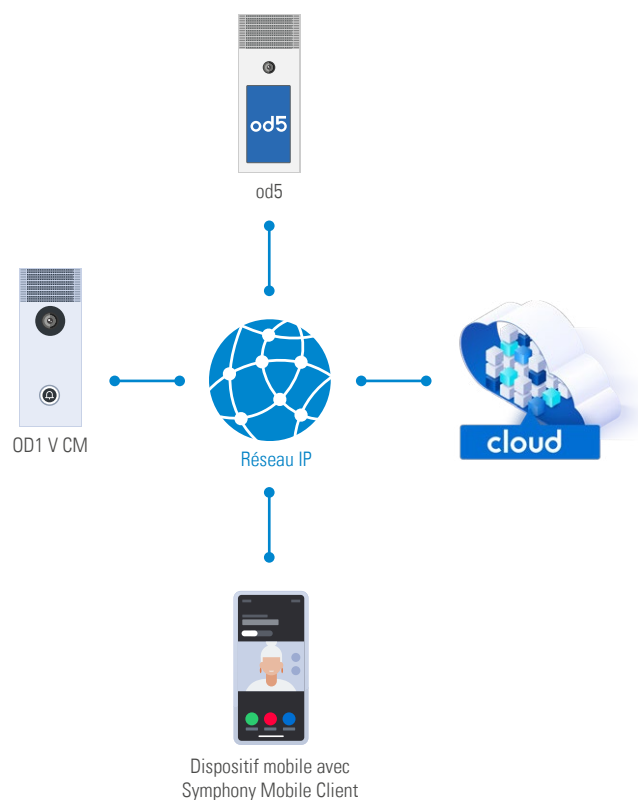 od5
od5
OD1 V CM
Réseau IP
cloud
Dispositif mobile avec
Symphony Mobile Client